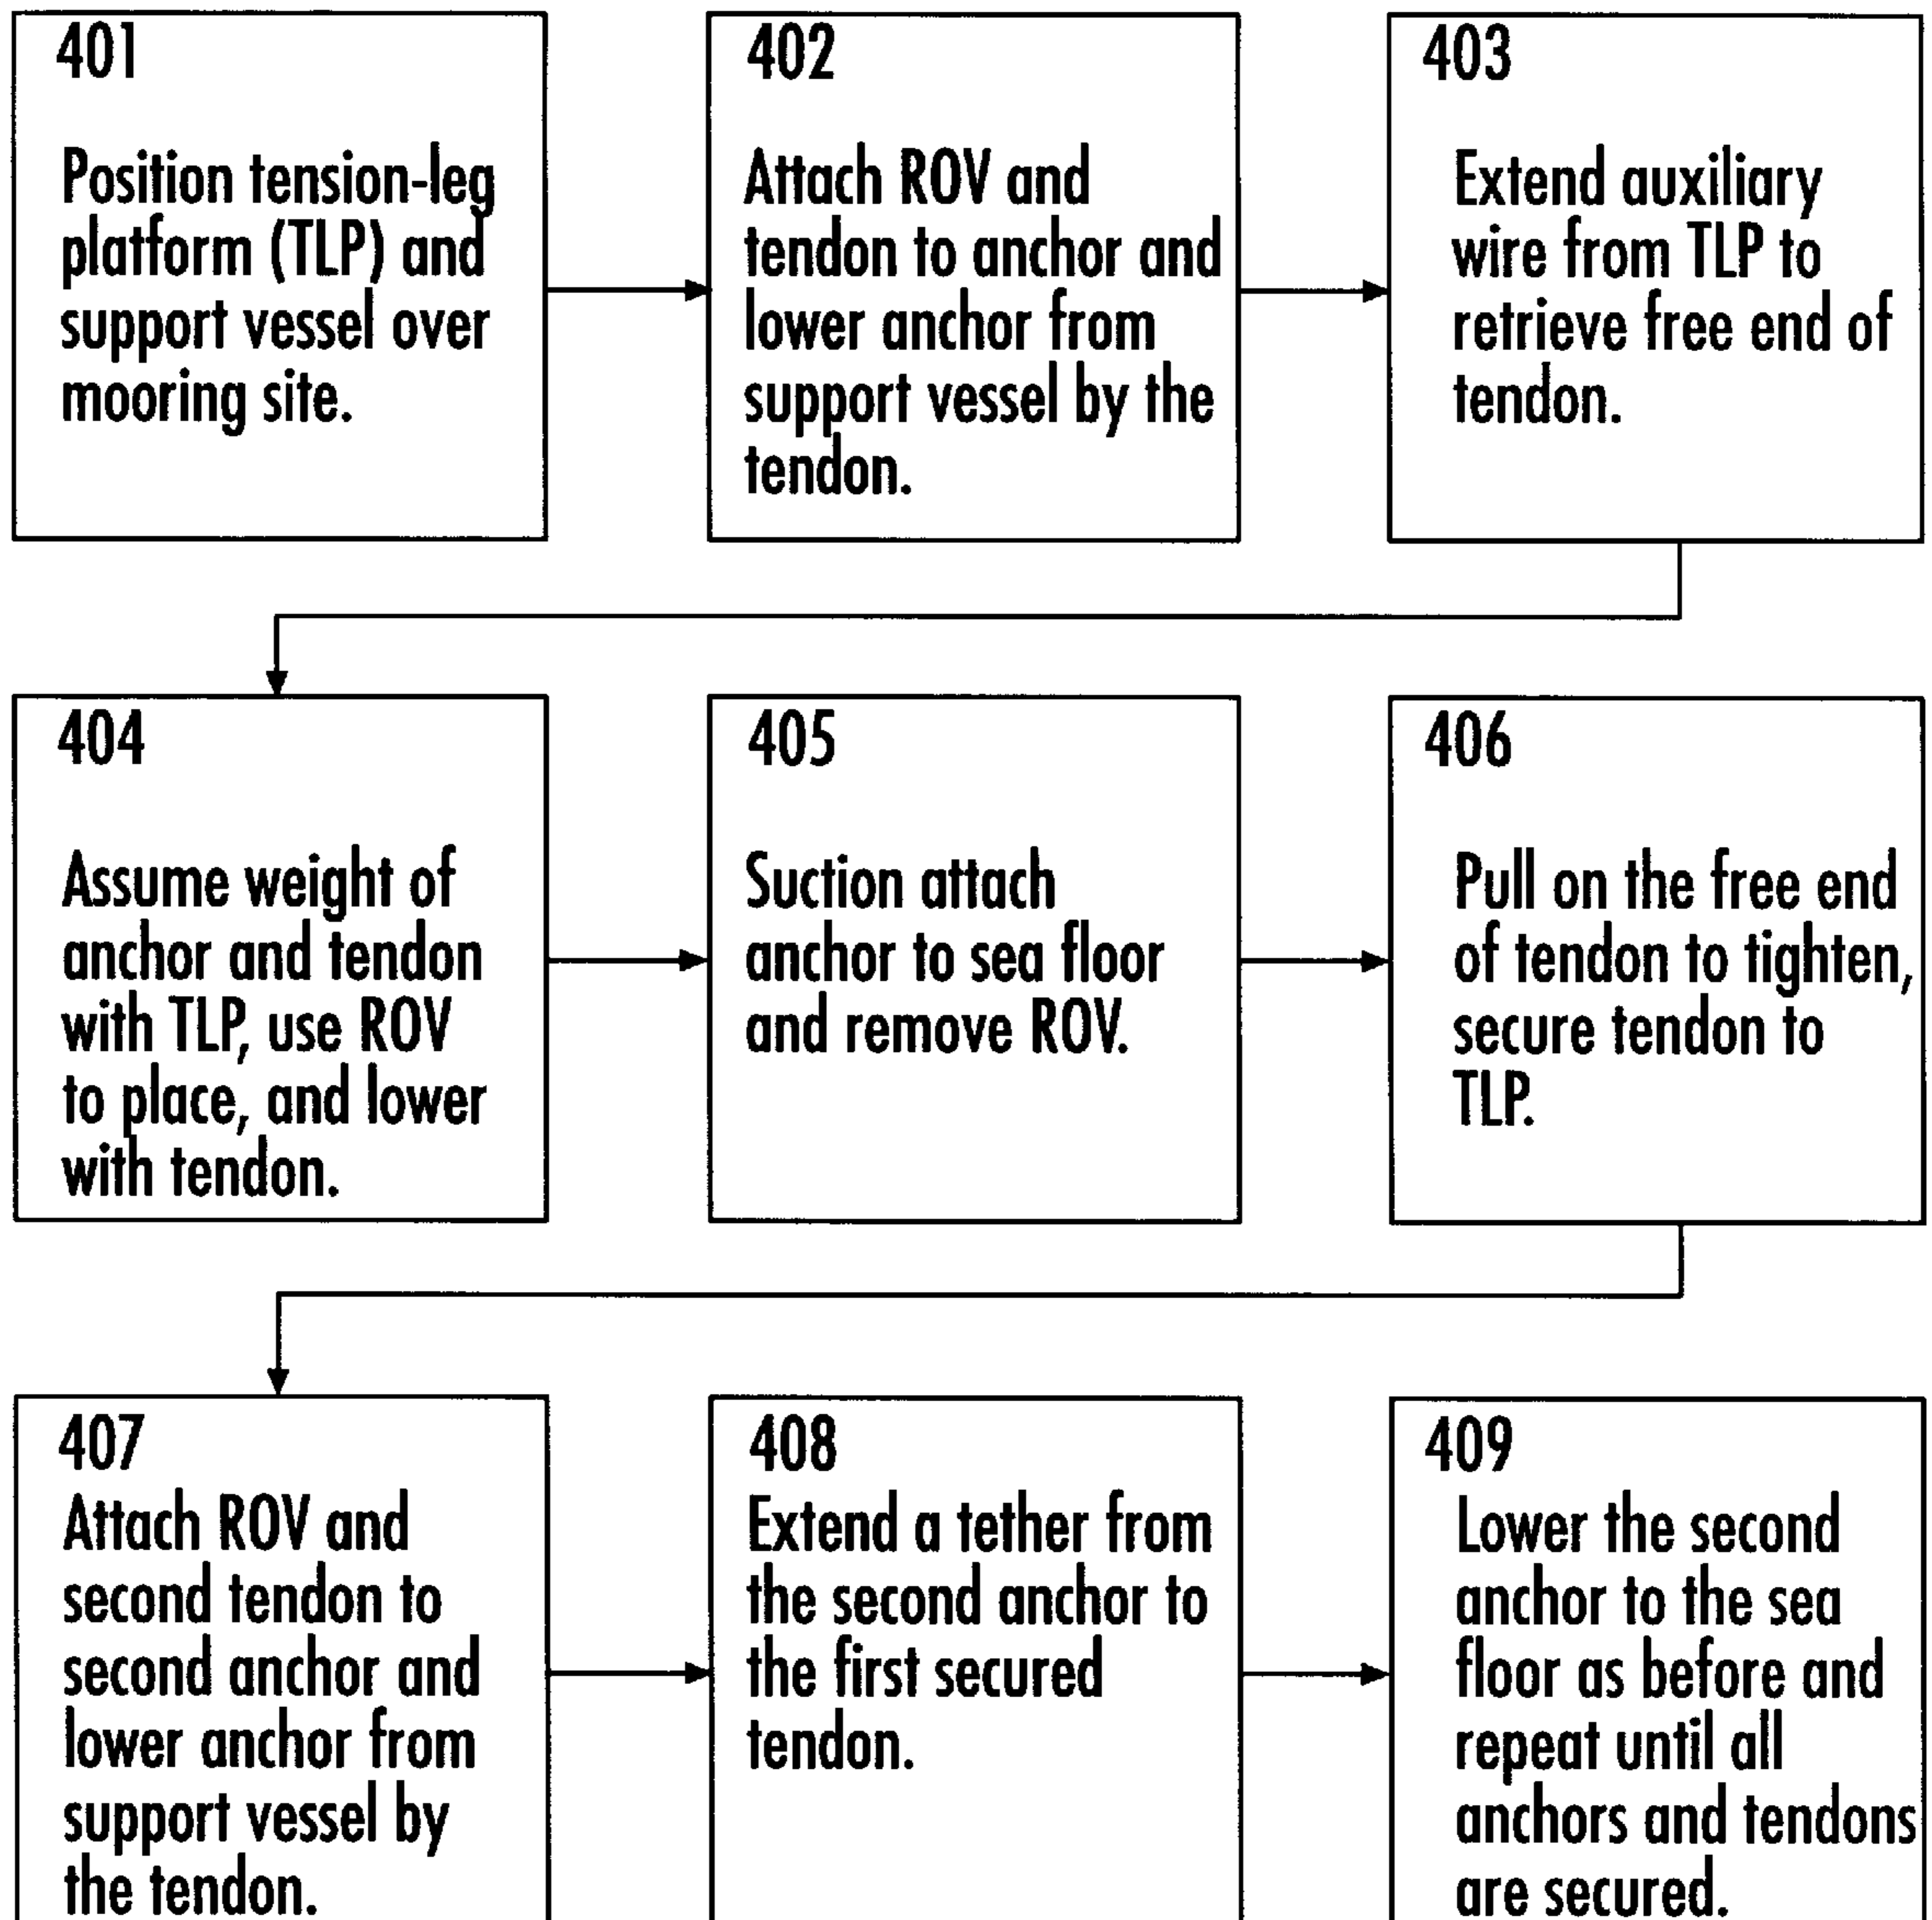 401
Position tension-leg
platform (TLP) and
support vessel over
mooring site.
402
Attach ROV and
tendon to anchor and
lower anchor from
support vessel by the
tendon.
403
Extend auxiliary
wire from TLP to
retrieve free end of
tendon.
404
Assume weight of
anchor and tendon
with TLP, use ROV
to place, and lower
with tendon.
405
Suction attach
anchor to sea floor
and remove ROV.
406
Pull on the free end
of tendon to tighten,
secure tendon to
TLP.
407
Attach ROV and
second tendon to
second anchor and
lower anchor from
support vessel by
the tendon.
408
Extend a tether from
the second anchor to
the first secured
tendon.
409
Lower the second
anchor to the sea
floor as before and
repeat until all
anchors and tendons
are secured.